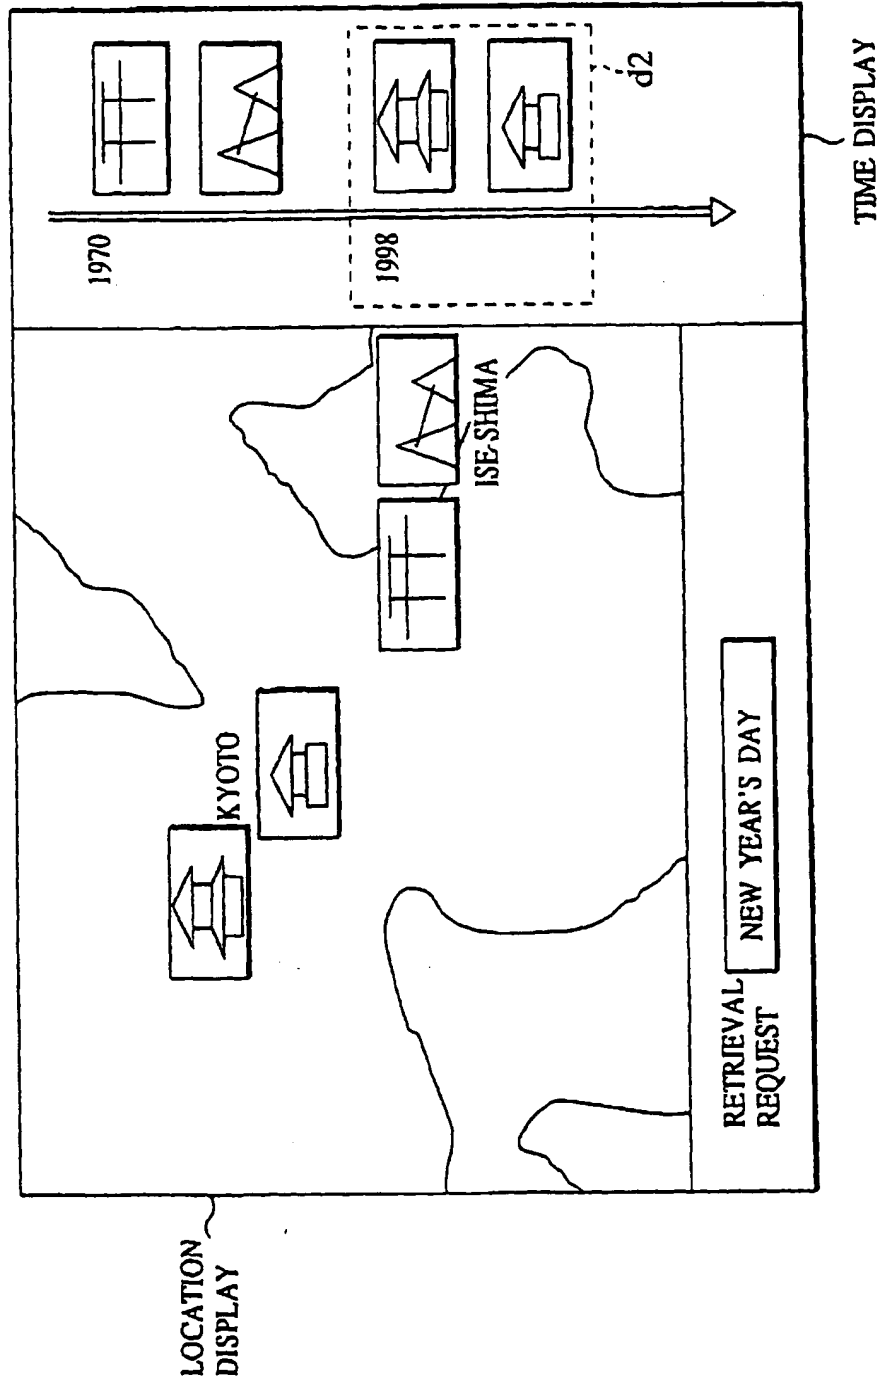 LOCATION
DISPLAY
KYOTO
ISE-SHIMA
1970
1998
d2
TIME DISPLAY
RETRIEVAL
REQUEST
NEW YEAR'S DAY